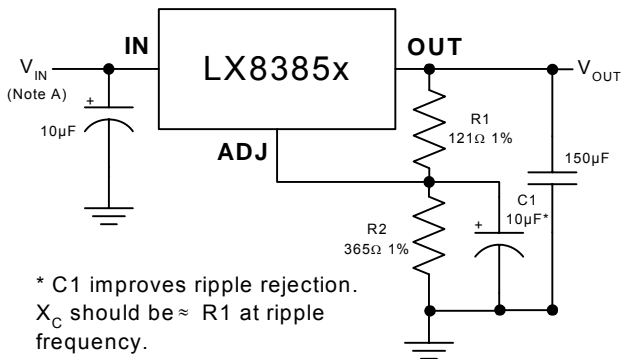 IN
OUT
LX8385x
V_IN
(Note A)
V_OUT
+
10µF
ADJ
R1
121Ω 1%
150µF
C1
10µF*
+
R2
365Ω 1%
* C1 improves ripple rejection.
X_C should be ≈ R1 at ripple
frequency.